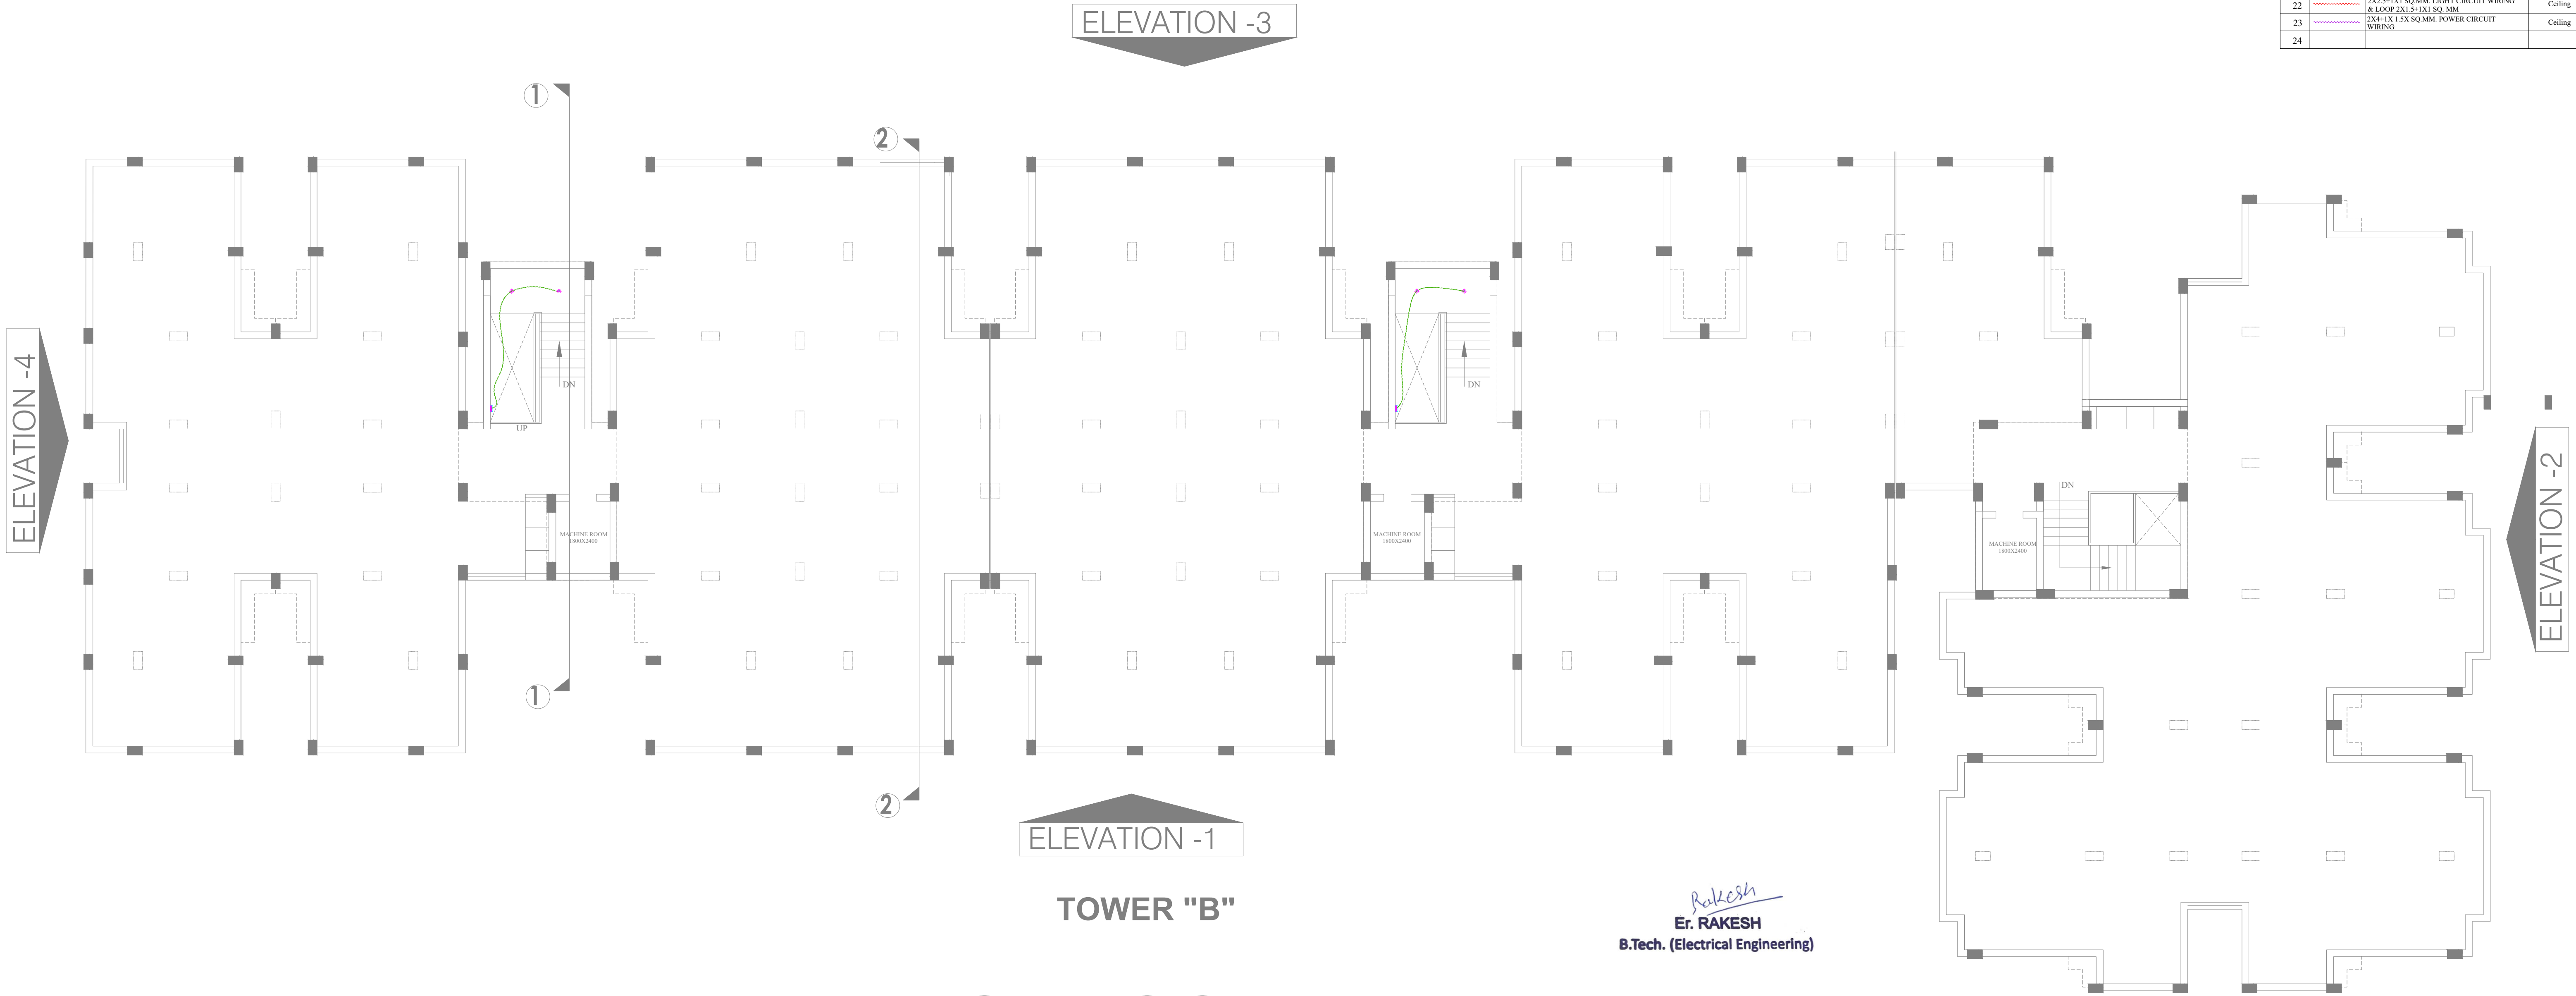 ELEVATION -3
22
2X2.5+1X1 SQ.MM. LIGHT CIRCUIT WIRING
& LOOP 2X1.5+1X1 SQ. MM
Ceiling
23
2X4+1X 1.5X SQ.MM. POWER CIRCUIT
WIRING
Ceiling
24
1
2
ELEVATION -4
DN
UP
DN
ELEVATION -2
DN
MACHINE ROOM
1800X2400
MACHINE ROOM
1800X2400
MACHINE ROOM
1800X2400
1
2
ELEVATION -1
TOWER "B"
Rakesh
Er. RAKESH
B.Tech. (Electrical Engineering)